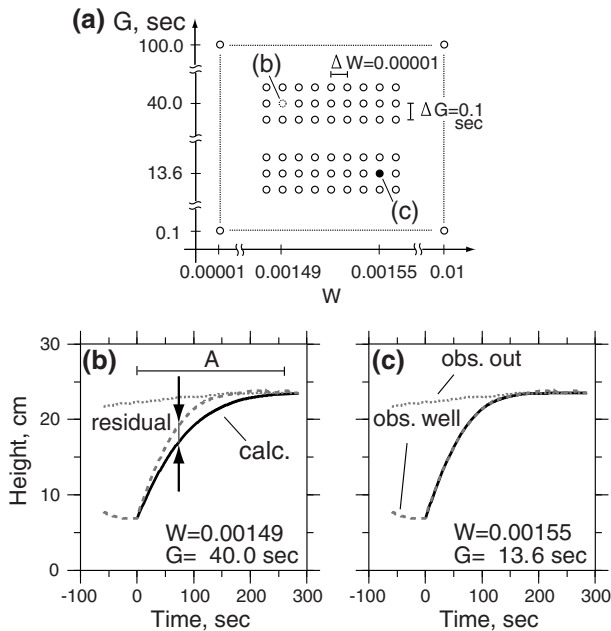 (a) G, sec
100.0
40.0
13.6
0.1
(b)
Δ W=0.00001
Δ G=0.1
sec
(c)
0.00001 0.00149 0.00155 0.01
W
(b)
A
residual
calc.
W=0.00149
G= 40.0 sec
Height, cm
30
20
10
0
-100 0 100 200 300
Time, sec
(c)
obs. out
obs. well
W=0.00155
G= 13.6 sec
0 100 200 300
Time, sec